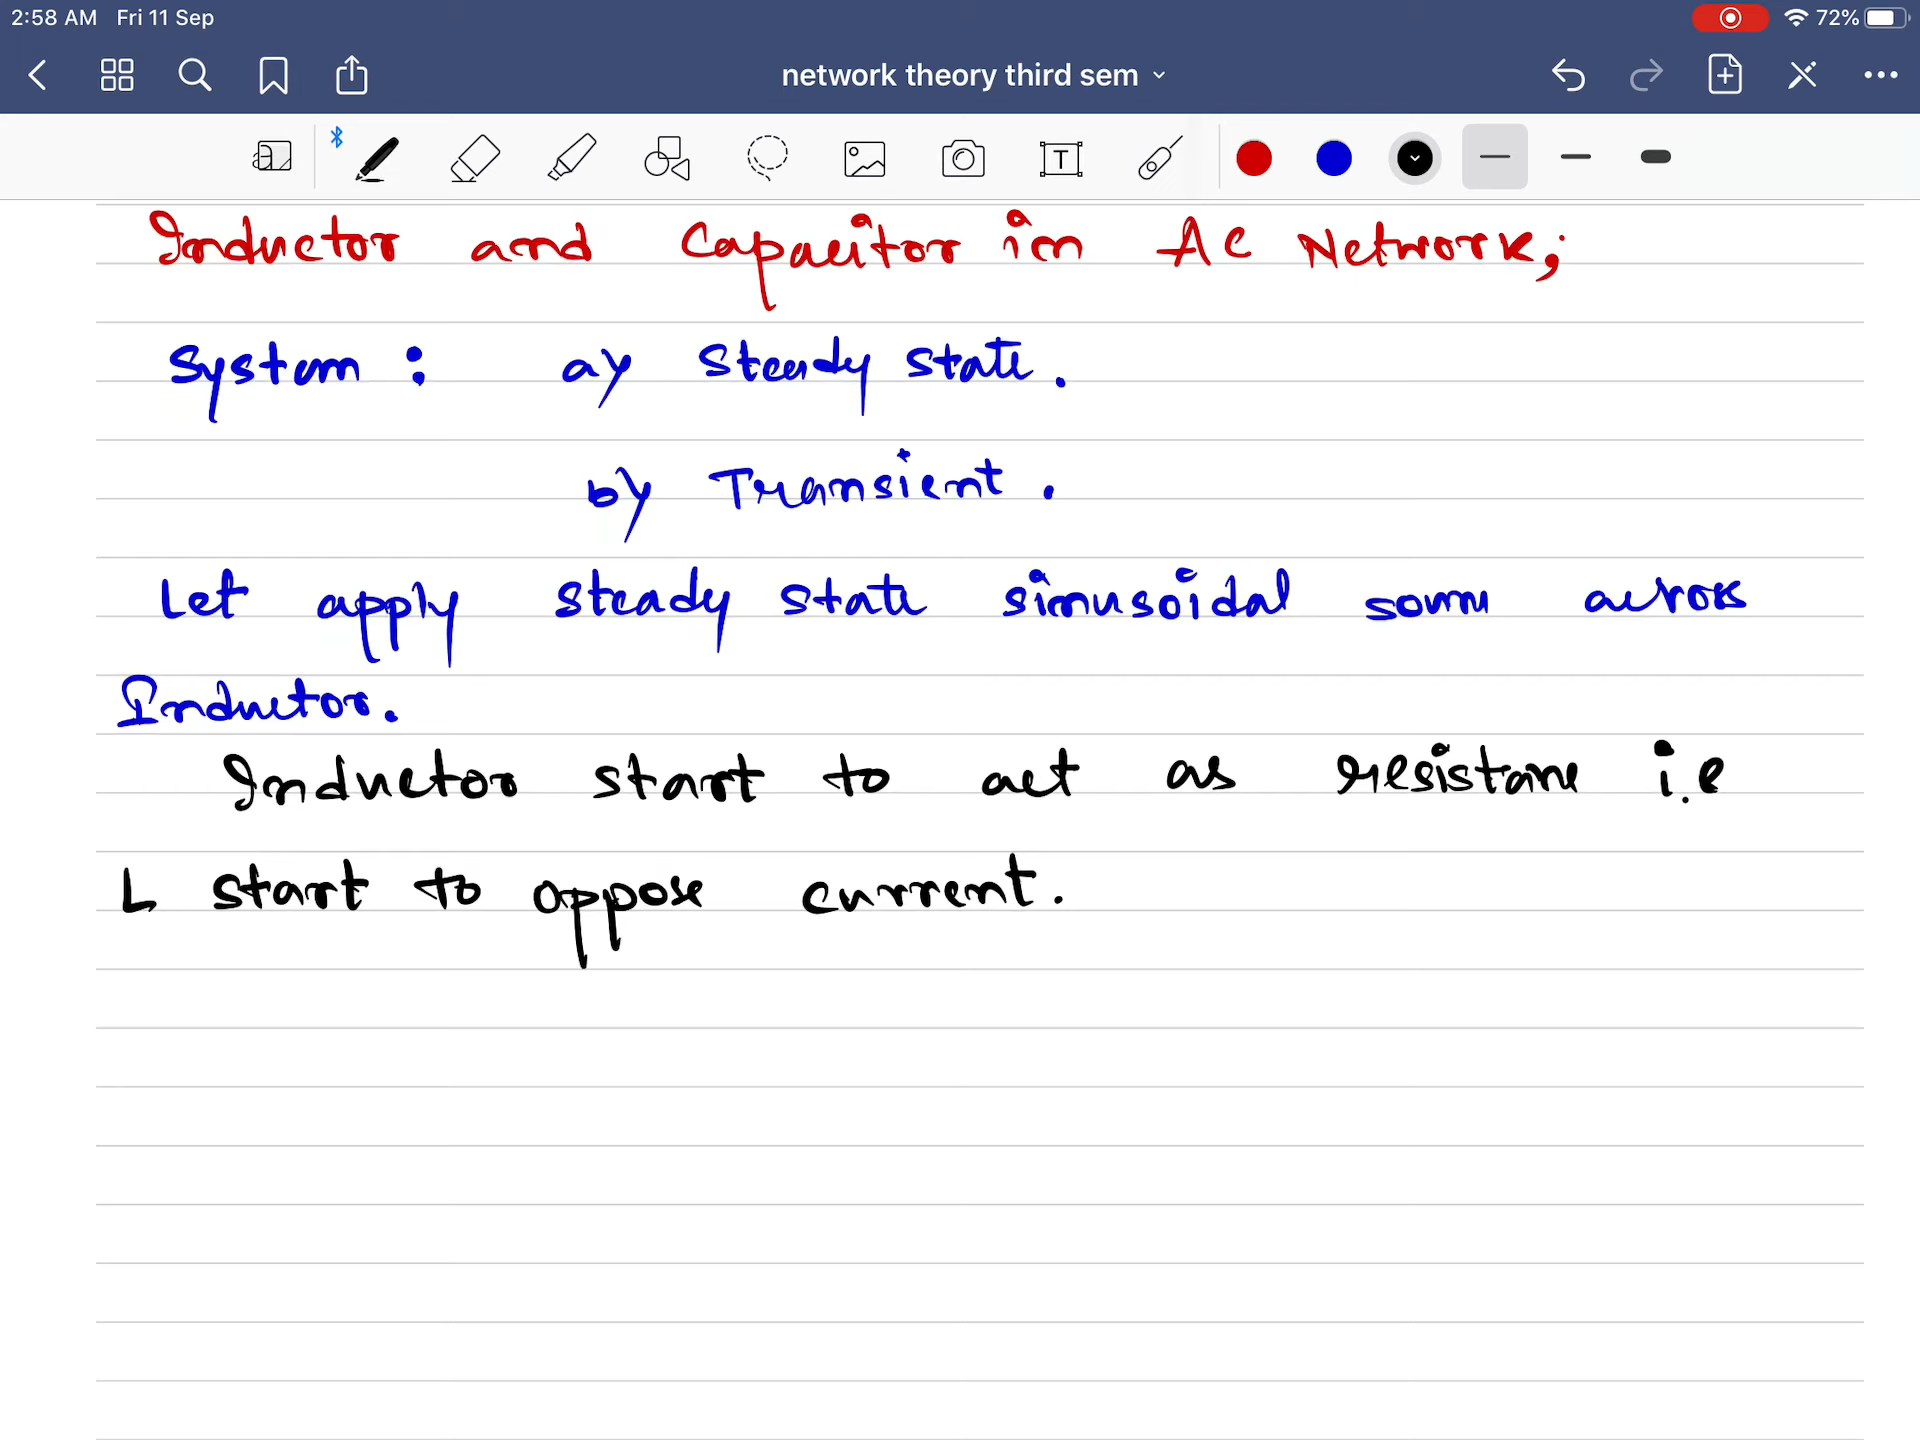 2:58 AM Fri 11 Sep 72%
network theory third sem
T
Inductor and Capacitor in AC Network;
System : a) Steady state.
b) Transient.
Let apply steady state sinusoidal source across
Inductor.
Inductor start to act as resistance i.e
L start to oppose current.